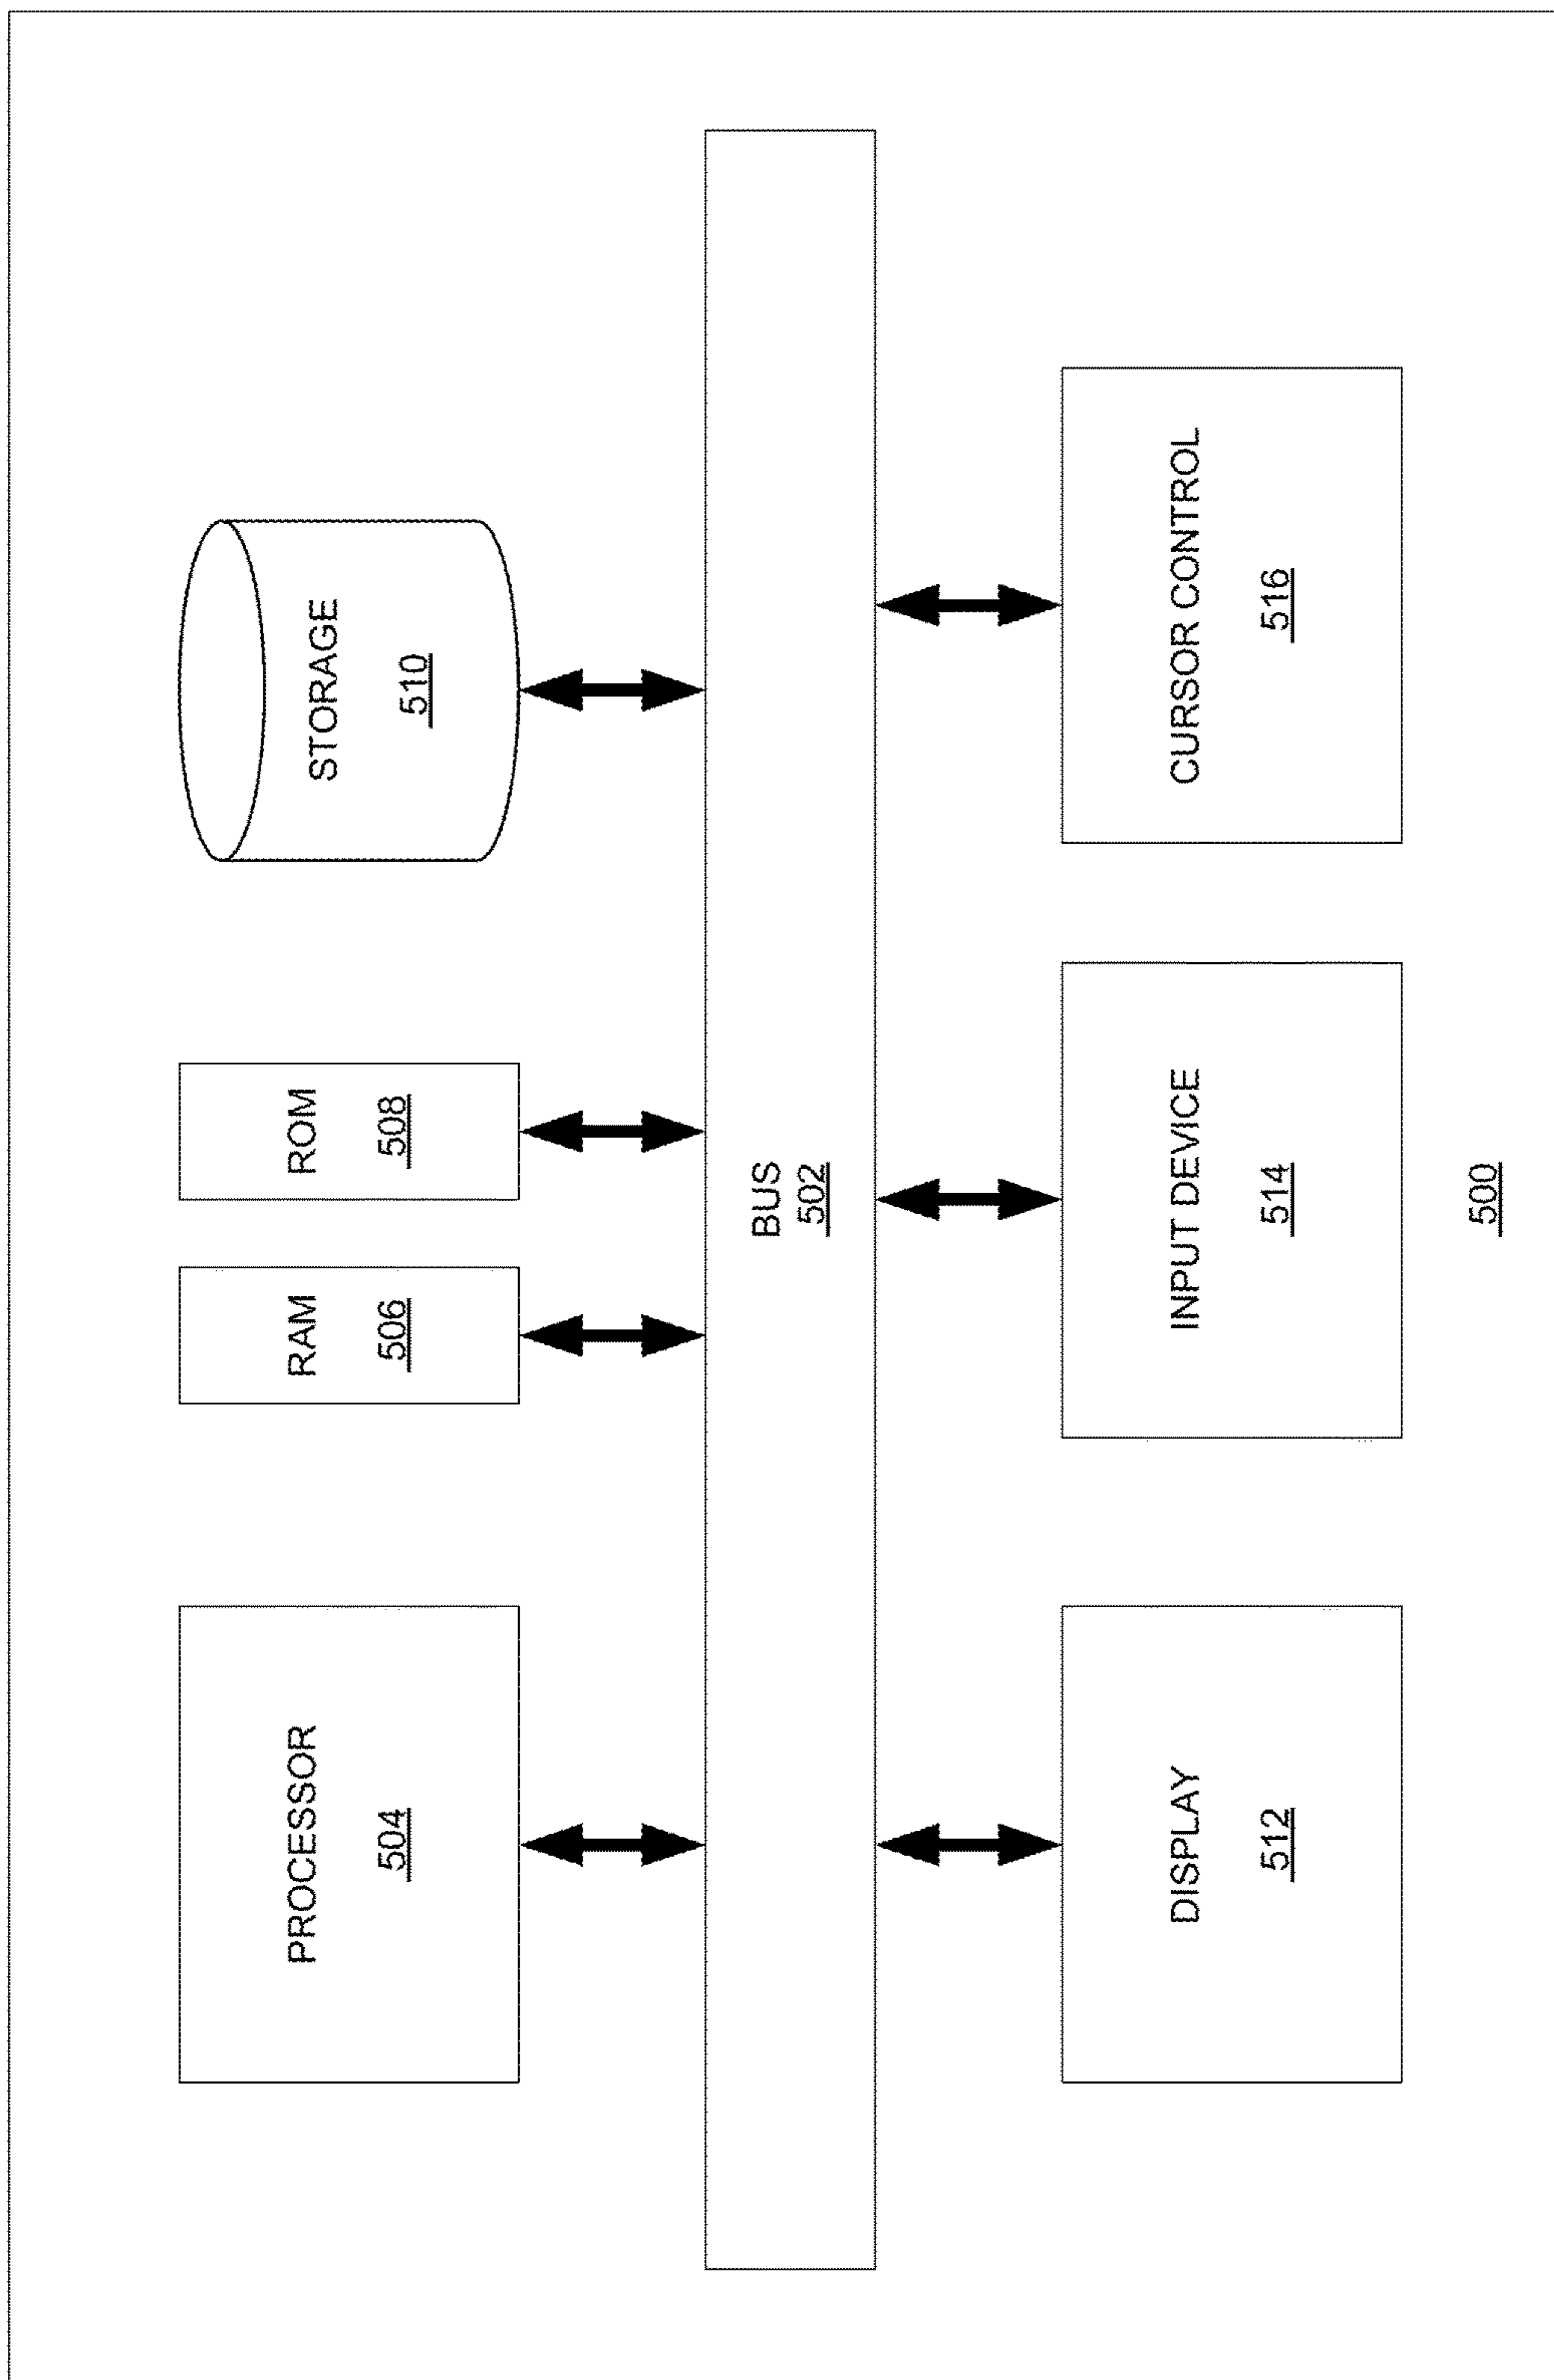 PROCESSOR
504
RAM
506
ROM
508
STORAGE
510
BUS
502
DISPLAY
512
INPUT DEVICE
514
CURSOR CONTROL
516
500